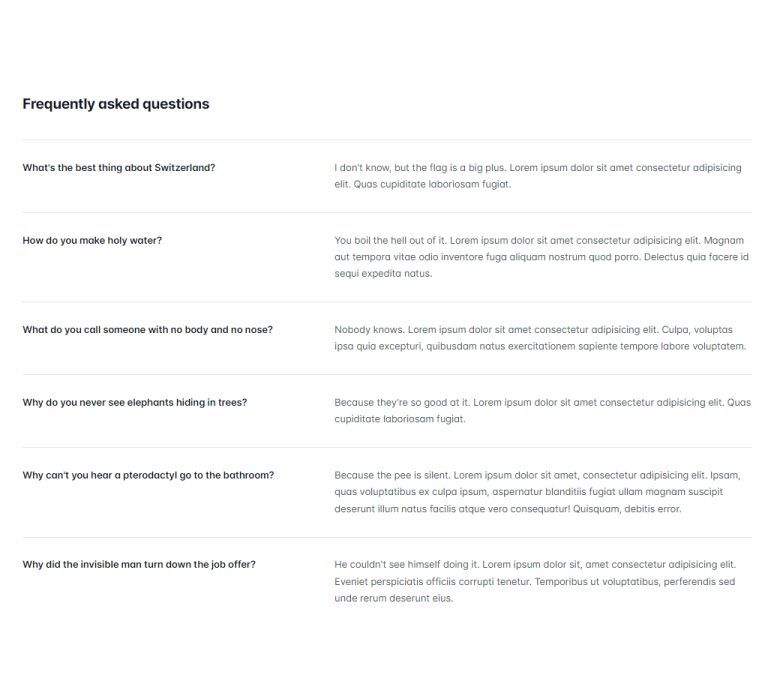 Frequently asked questions
What's the best thing about Switzerland?
I don't know, but the flag is a big plus. Lorem ipsum dolor sit amet consectetur adipisicing
elit. Quas cupiditate laboriosam fugiat.
How do you make holy water?
You boil the hell out of it. Lorem ipsum dolor sit amet consectetur adipisicing elit. Magnam
aut tempora vitae odio inventore fuga aliquam nostrum quod porro. Delectus quia facere id
sequi expedita natus.
What do you call someone with no body and no nose?
Nobody knows. Lorem ipsum dolor sit amet consectetur adipisicing elit. Culpa, voluptas
ipsa quia excepturi, quibusdam natus exercitationem sapiente tempore labore voluptatem.
Why do you never see elephants hiding in trees?
Because they're so good at it. Lorem ipsum dolor sit amet consectetur adipisicing elit. Quas
cupiditate laboriosam fugiat.
Why can't you hear a pterodactyl go to the bathroom?
Because the pee is silent. Lorem ipsum dolor sit amet, consectetur adipisicing elit. Ipsam,
quas voluptatibus ex culpa ipsum, aspernatur blanditiis fugiat ullam magnam suscipit
deserunt illum natus facilis atque vero consequatur! Quisquam, debitis error.
Why did the invisible man turn down the job offer?
He couldn't see himself doing it. Lorem ipsum dolor sit, amet consectetur adipisicing elit.
Eveniet perspiciatis officiis corrupti tenetur. Temporibus ut voluptatibus, perferendis sed
unde rerum deserunt eius.